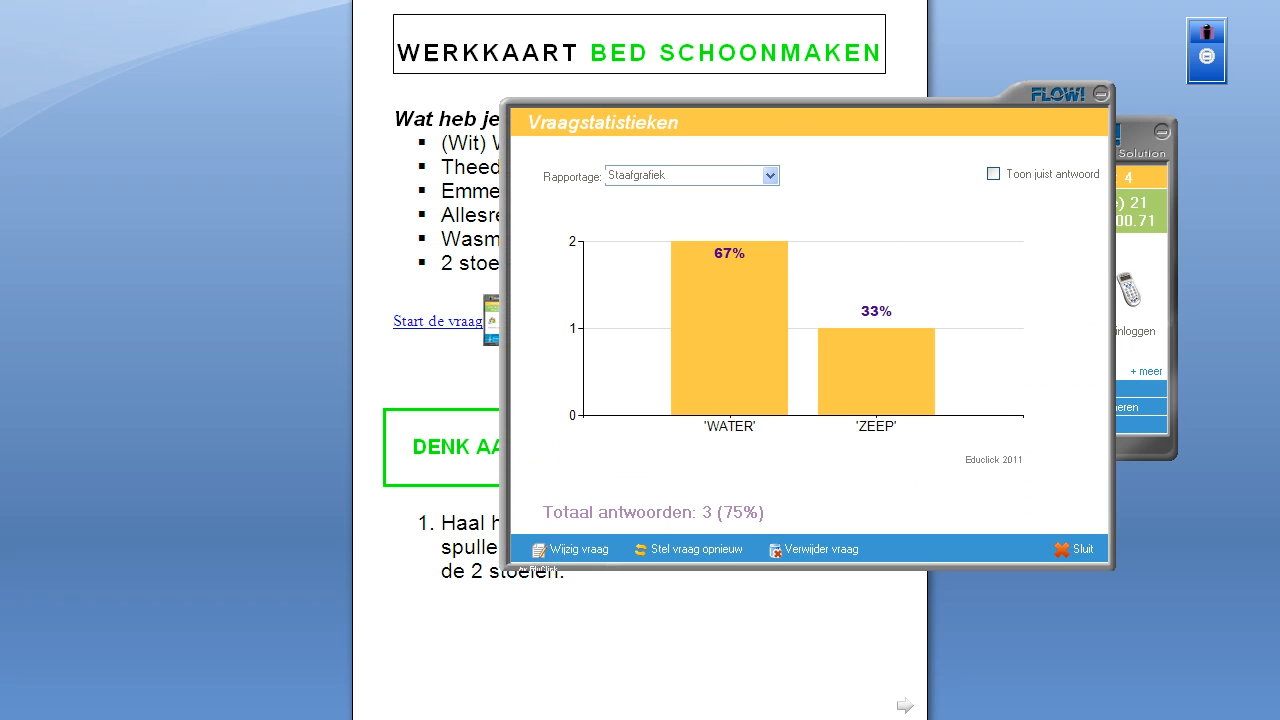 WERKKAART BED SCHOONMAKEN
Wat heb je
(Wit)
Theed
Emme
Allesre
Wasm
2 stoe
Start de vraag
DENK AA
1. Haal h
spulle
de 2 stoelen.
FLOW!
Vraagstatistieken
Rapportage: Staafgrafiek
Toon juist antwoord
2
67%
33%
1
0
'WATER' 'ZEEP'
Educlick 2011
Totaal antwoorden: 3 (75%)
Wijzig vraag Stel vraag opnieuw Verwijder vraag Sluit
Solution
4
) 21
00.71
inloggen
+ meer
eren